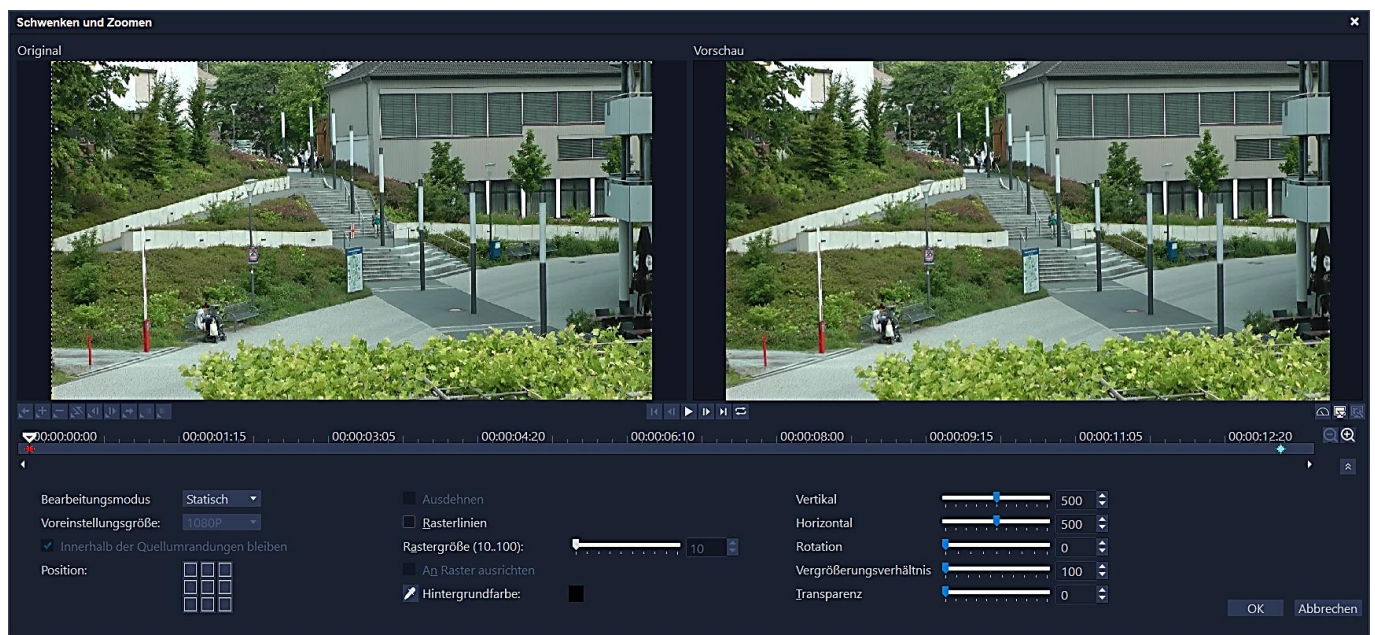 Schwenken und Zoomen
Original
Vorschau
00:00:00:00
00:00:01:15
00:00:03:05
00:00:04:20
00:00:06:10
00:00:08:00
00:00:09:15
00:00:11:05
00:00:12:20
Bearbeitungsmodus
Statisch
Voreinstellungsgröße:
1080P
Innerhalb der Quellumrandungen bleiben
Position:
Ausdehnen
Rasterlinien
Rastergröße (10..100):
10
An Raster ausrichten
Hintergrundfarbe:
Vertikal
500
Horizontal
500
Rotation
0
Vergrößerungsverhältnis
100
Transparenz
0
OK
Abbrechen